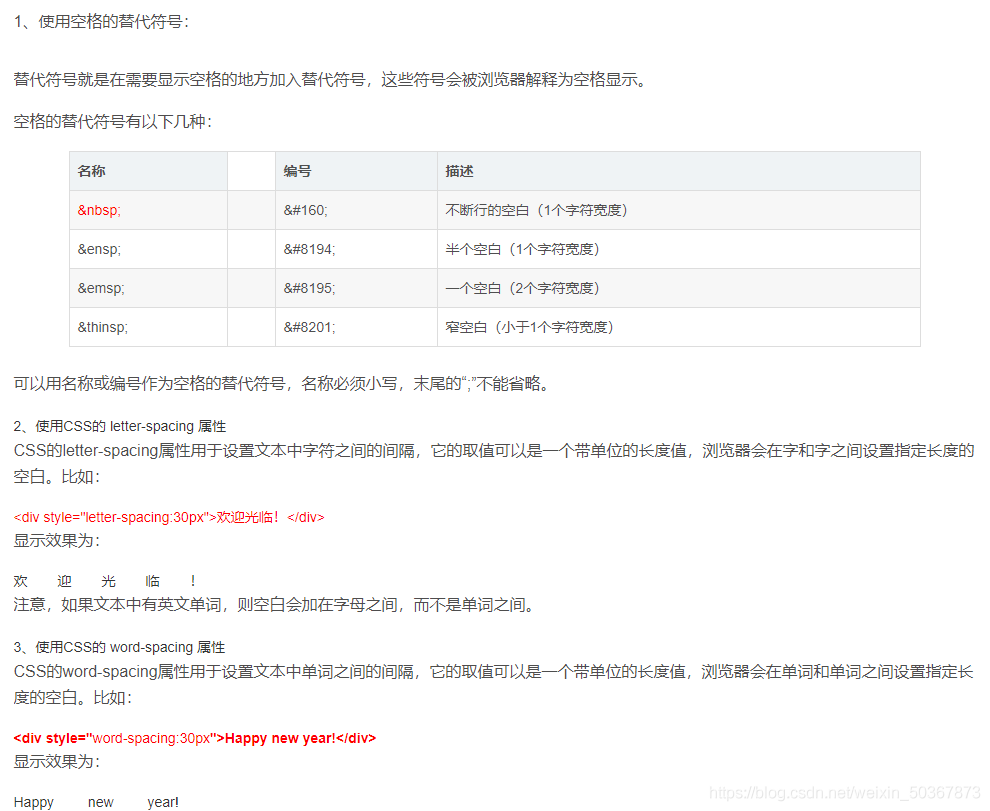 1、使用空格的替代符号：
替代符号就是在需要显示空格的地方加入替代符号，这些符号会被浏览器解释为空格显示。
空格的替代符号有以下几种：
名称 编号 描述
&nbsp; &#160; 不断行的空白（1个字符宽度）
&ensp; &#8194; 半个空白（1个字符宽度）
&emsp; &#8195; 一个空白（2个字符宽度）
&thinsp; &#8201; 窄空白（小于1个字符宽度）
可以用名称或编号作为空格的替代符号，名称必须小写，末尾的“;”不能省略。
2、使用CSS的 letter-spacing 属性
CSS的letter-spacing属性用于设置文本中字符之间的间隔，它的取值可以是一个带单位的长度值，浏览器会在字和字之间设置指定长度的
空白。比如：
<div style="letter-spacing:30px">欢迎光临！</div>
显示效果为：
欢 迎 光 临 ！
注意，如果文本中有英文单词，则空白会加在字母之间，而不是单词之间。
3、使用CSS的 word-spacing 属性
CSS的word-spacing属性用于设置文本中单词之间的间隔，它的取值可以是一个带单位的长度值，浏览器会在单词和单词之间设置指定长
度的空白。比如：
<div style="word-spacing:30px">Happy new year!</div>
显示效果为：
Happy new year!
https://blog.csdn.net/weixin_50367873